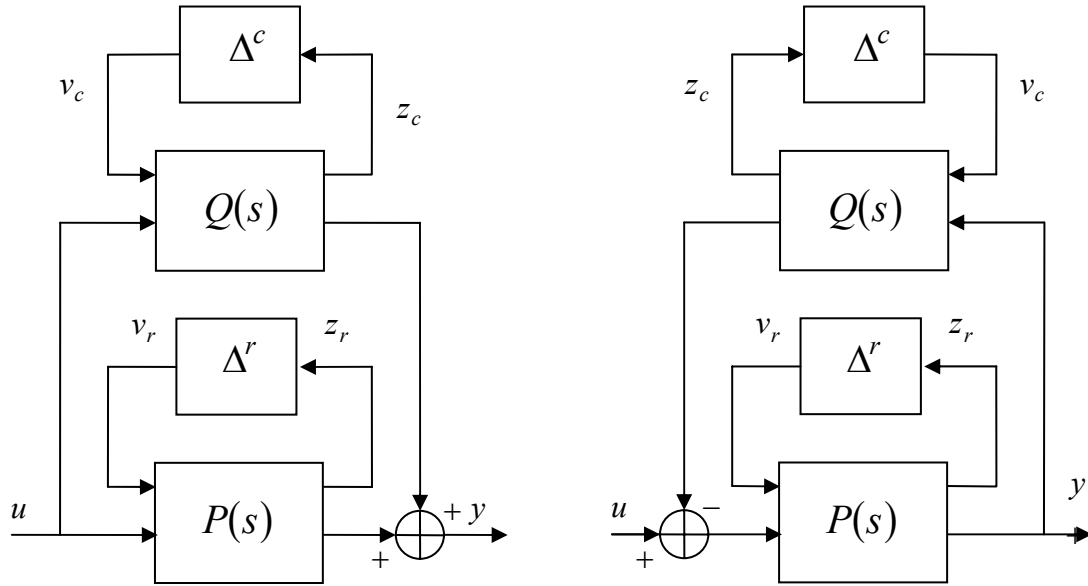 Δ^c
v_c
z_c
Q(s)
v_r
z_r
Δ^r
u
P(s)
+
+ y
Δ^c
z_c
v_c
Q(s)
v_r
z_r
Δ^r
y
u
−
+
P(s)